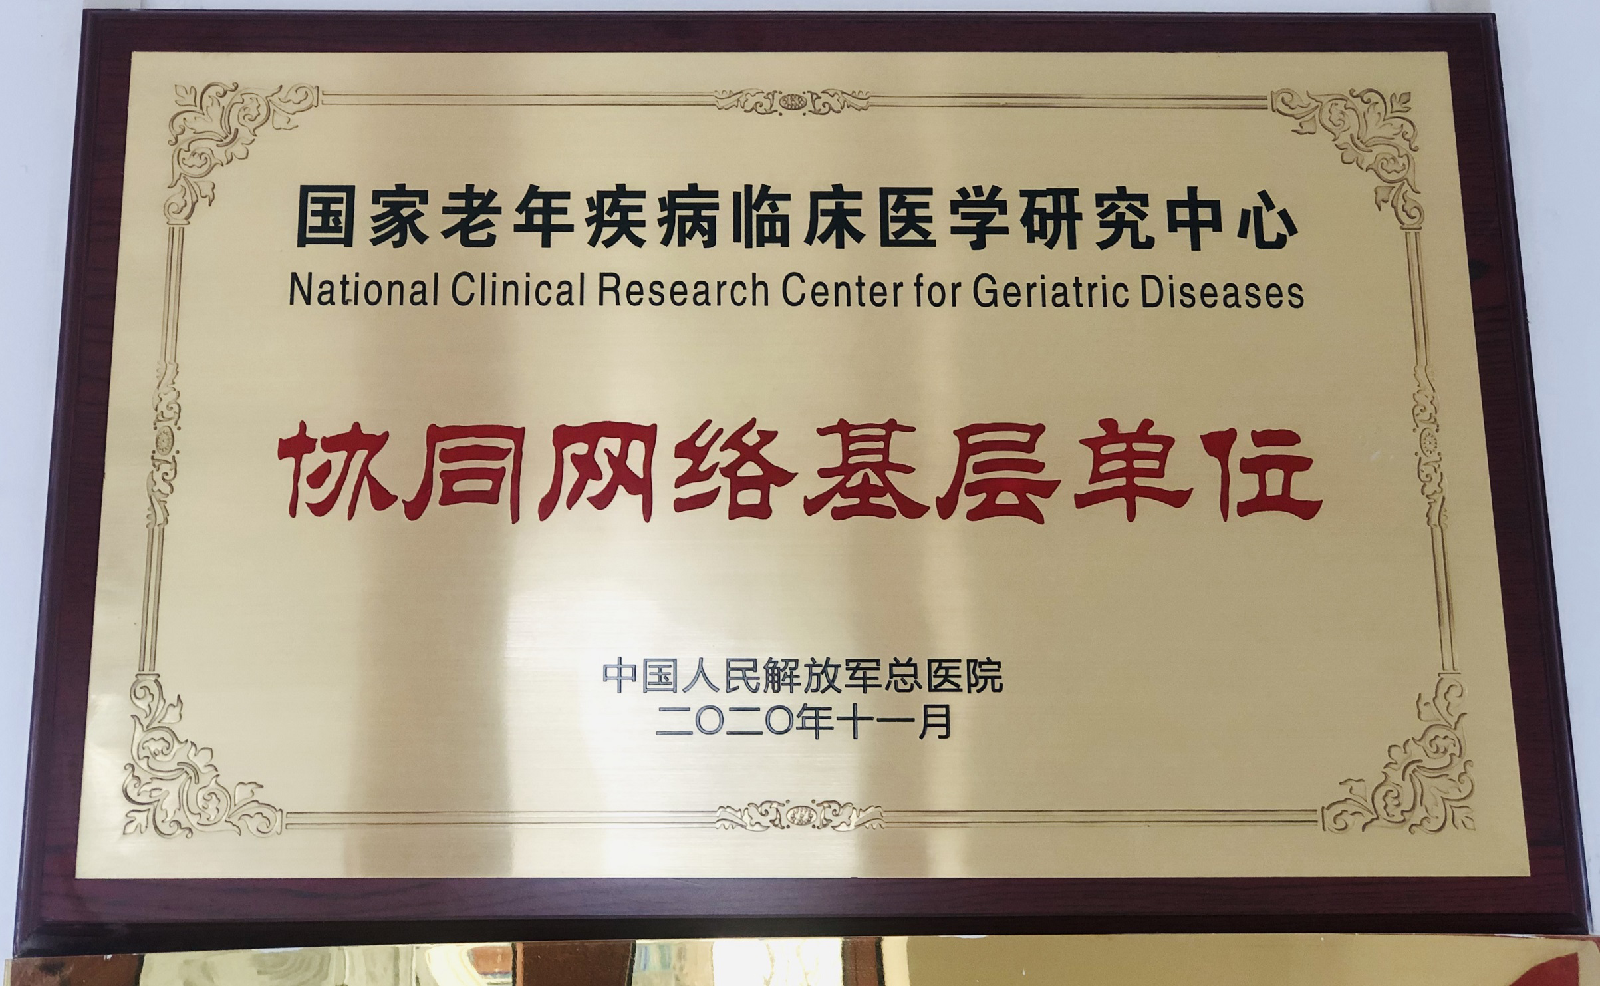 国家老年疾病临床医学研究中心
National Clinical Research Center for Geriatric Diseases
协同网络基层单位
中国人民解放军总医院
二〇二〇年十一月